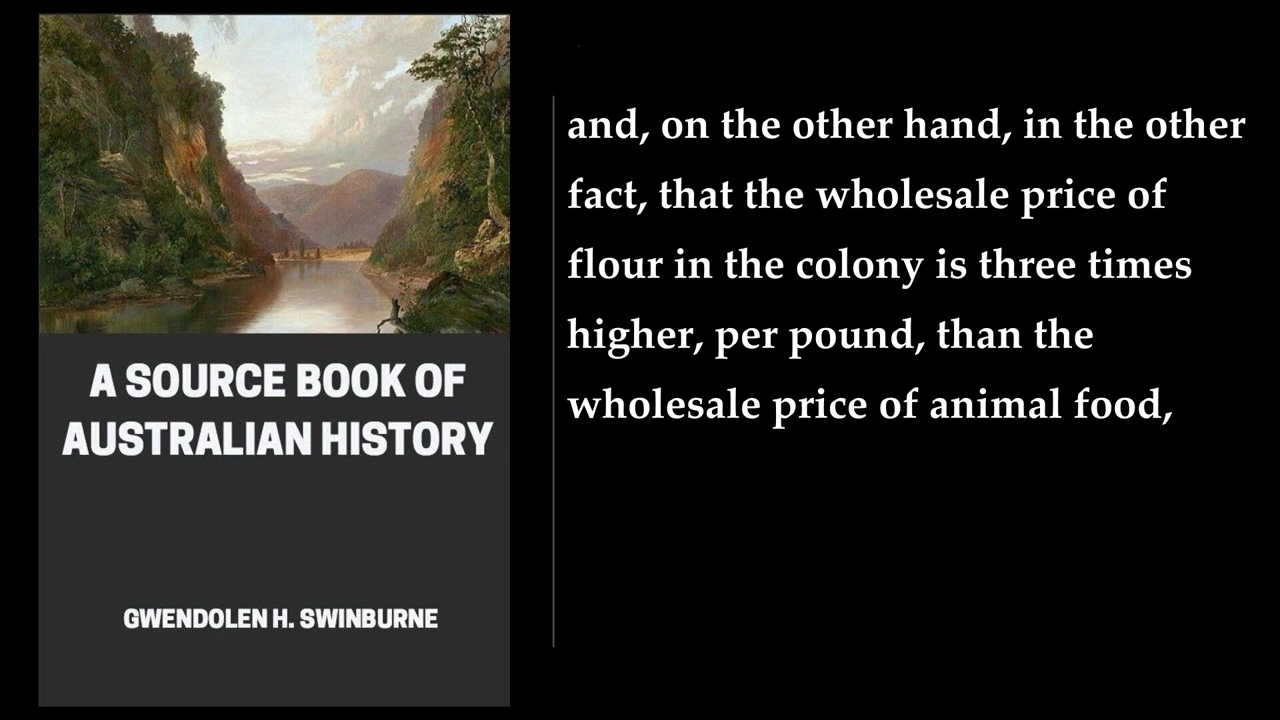 A SOURCE BOOK OF
AUSTRALIAN HISTORY
GWENDOLEN H. SWINBURNE
and, on the other hand, in the other
fact, that the wholesale price of
flour in the colony is three times
higher, per pound, than the
wholesale price of animal food,